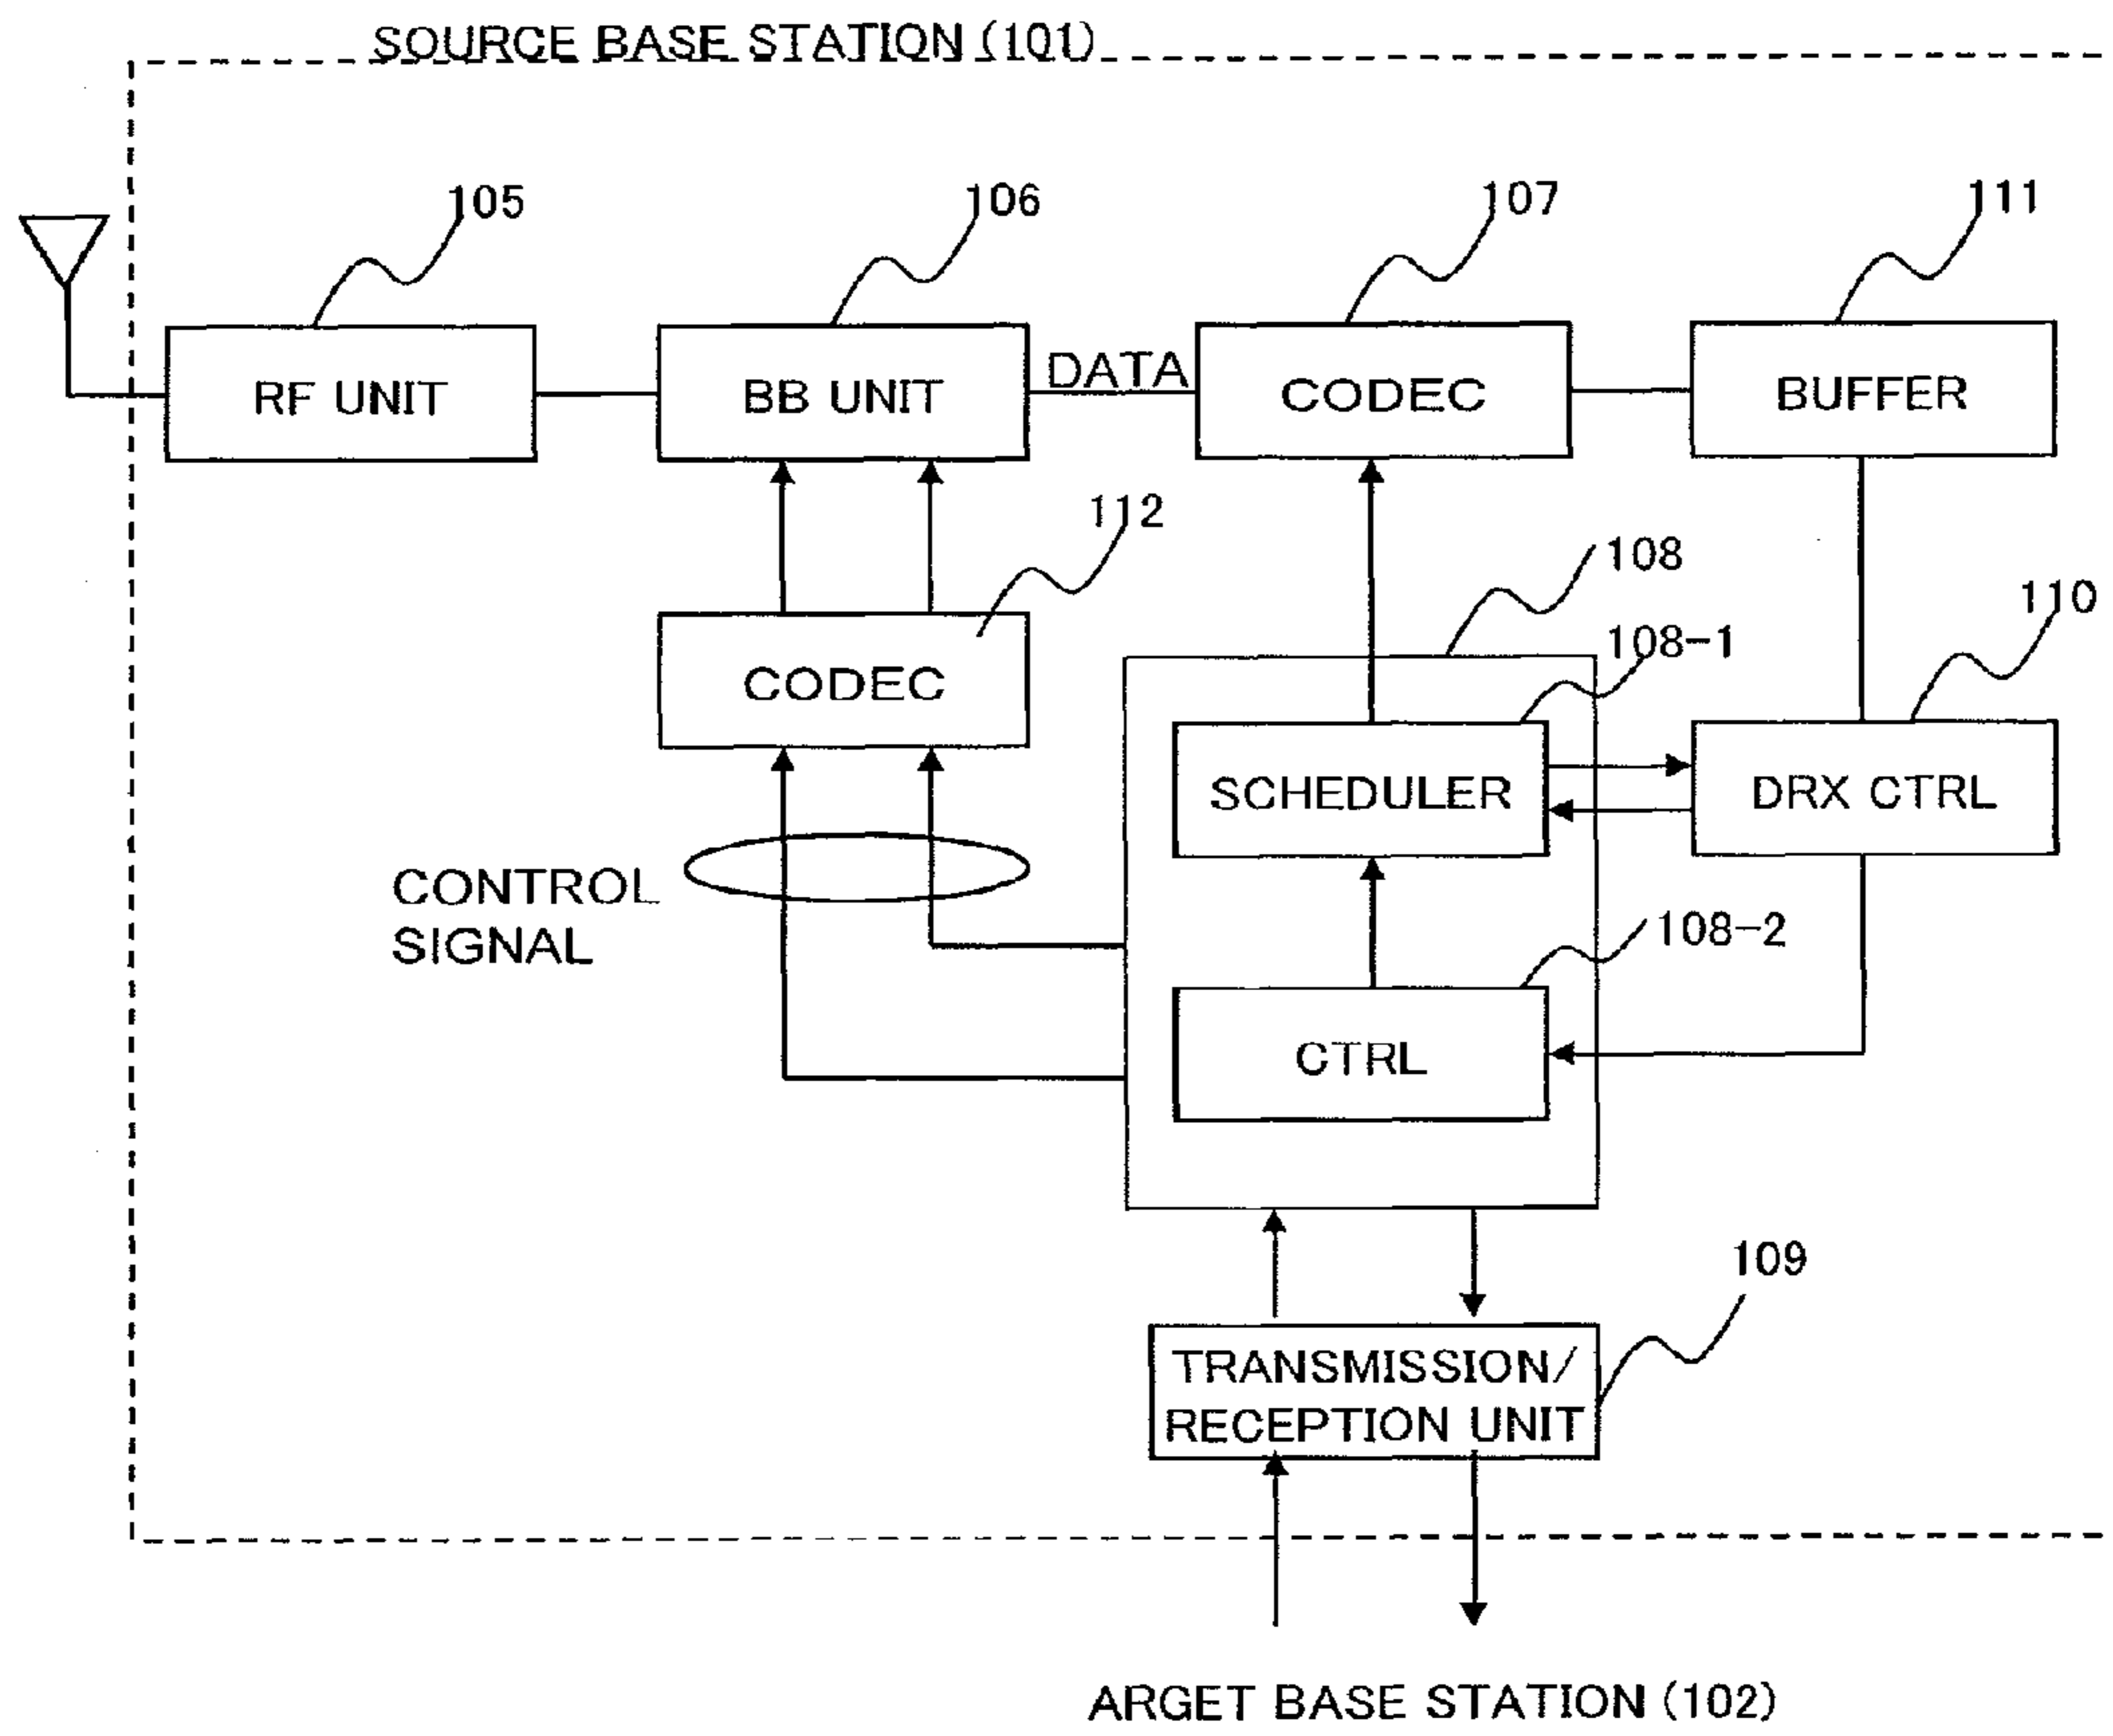 SOURCE BASE STATION (101)
105
106
107
111
RF UNIT
BB UNIT
DATA
CODEC
BUFFER
112
108
108-1
110
CODEC
SCHEDULER
DRX CTRL
CONTROL
SIGNAL
108-2
CTRL
109
TRANSMISSION/
RECEPTION UNIT
ARGET BASE STATION (102)